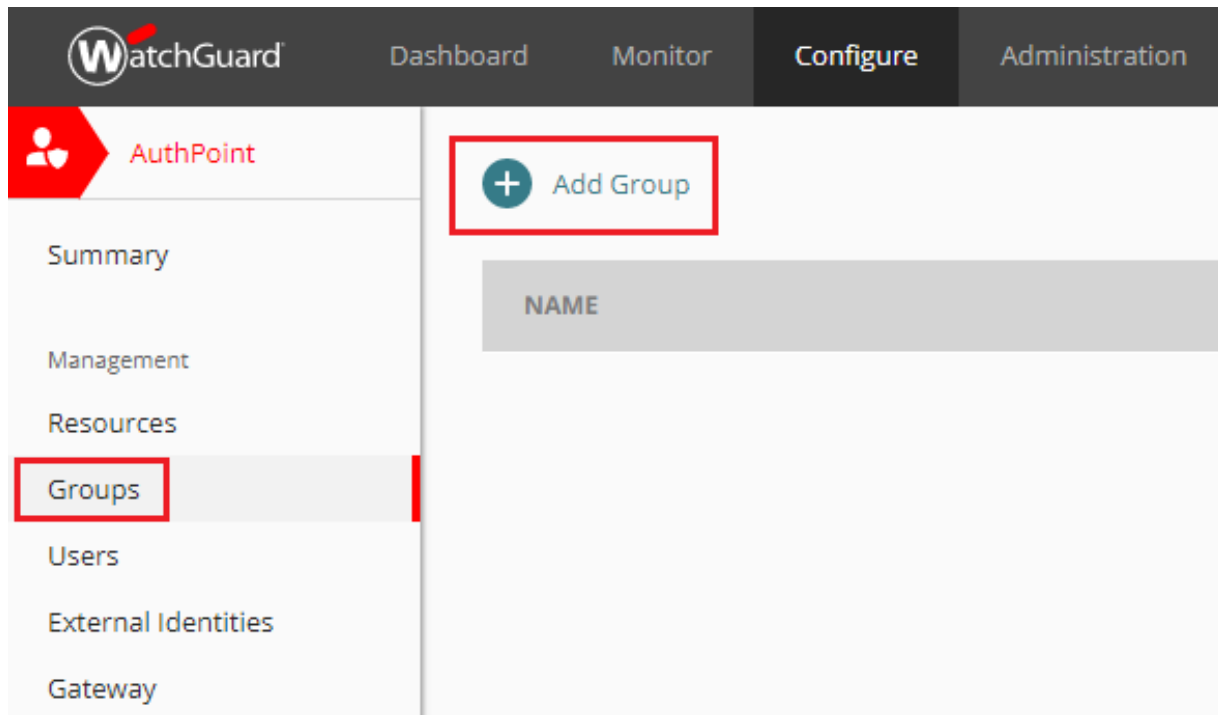 WatchGuard Dashboard Monitor Configure Administration
AuthPoint
Add Group
Summary
NAME
Management
Resources
Groups
Users
External Identities
Gateway